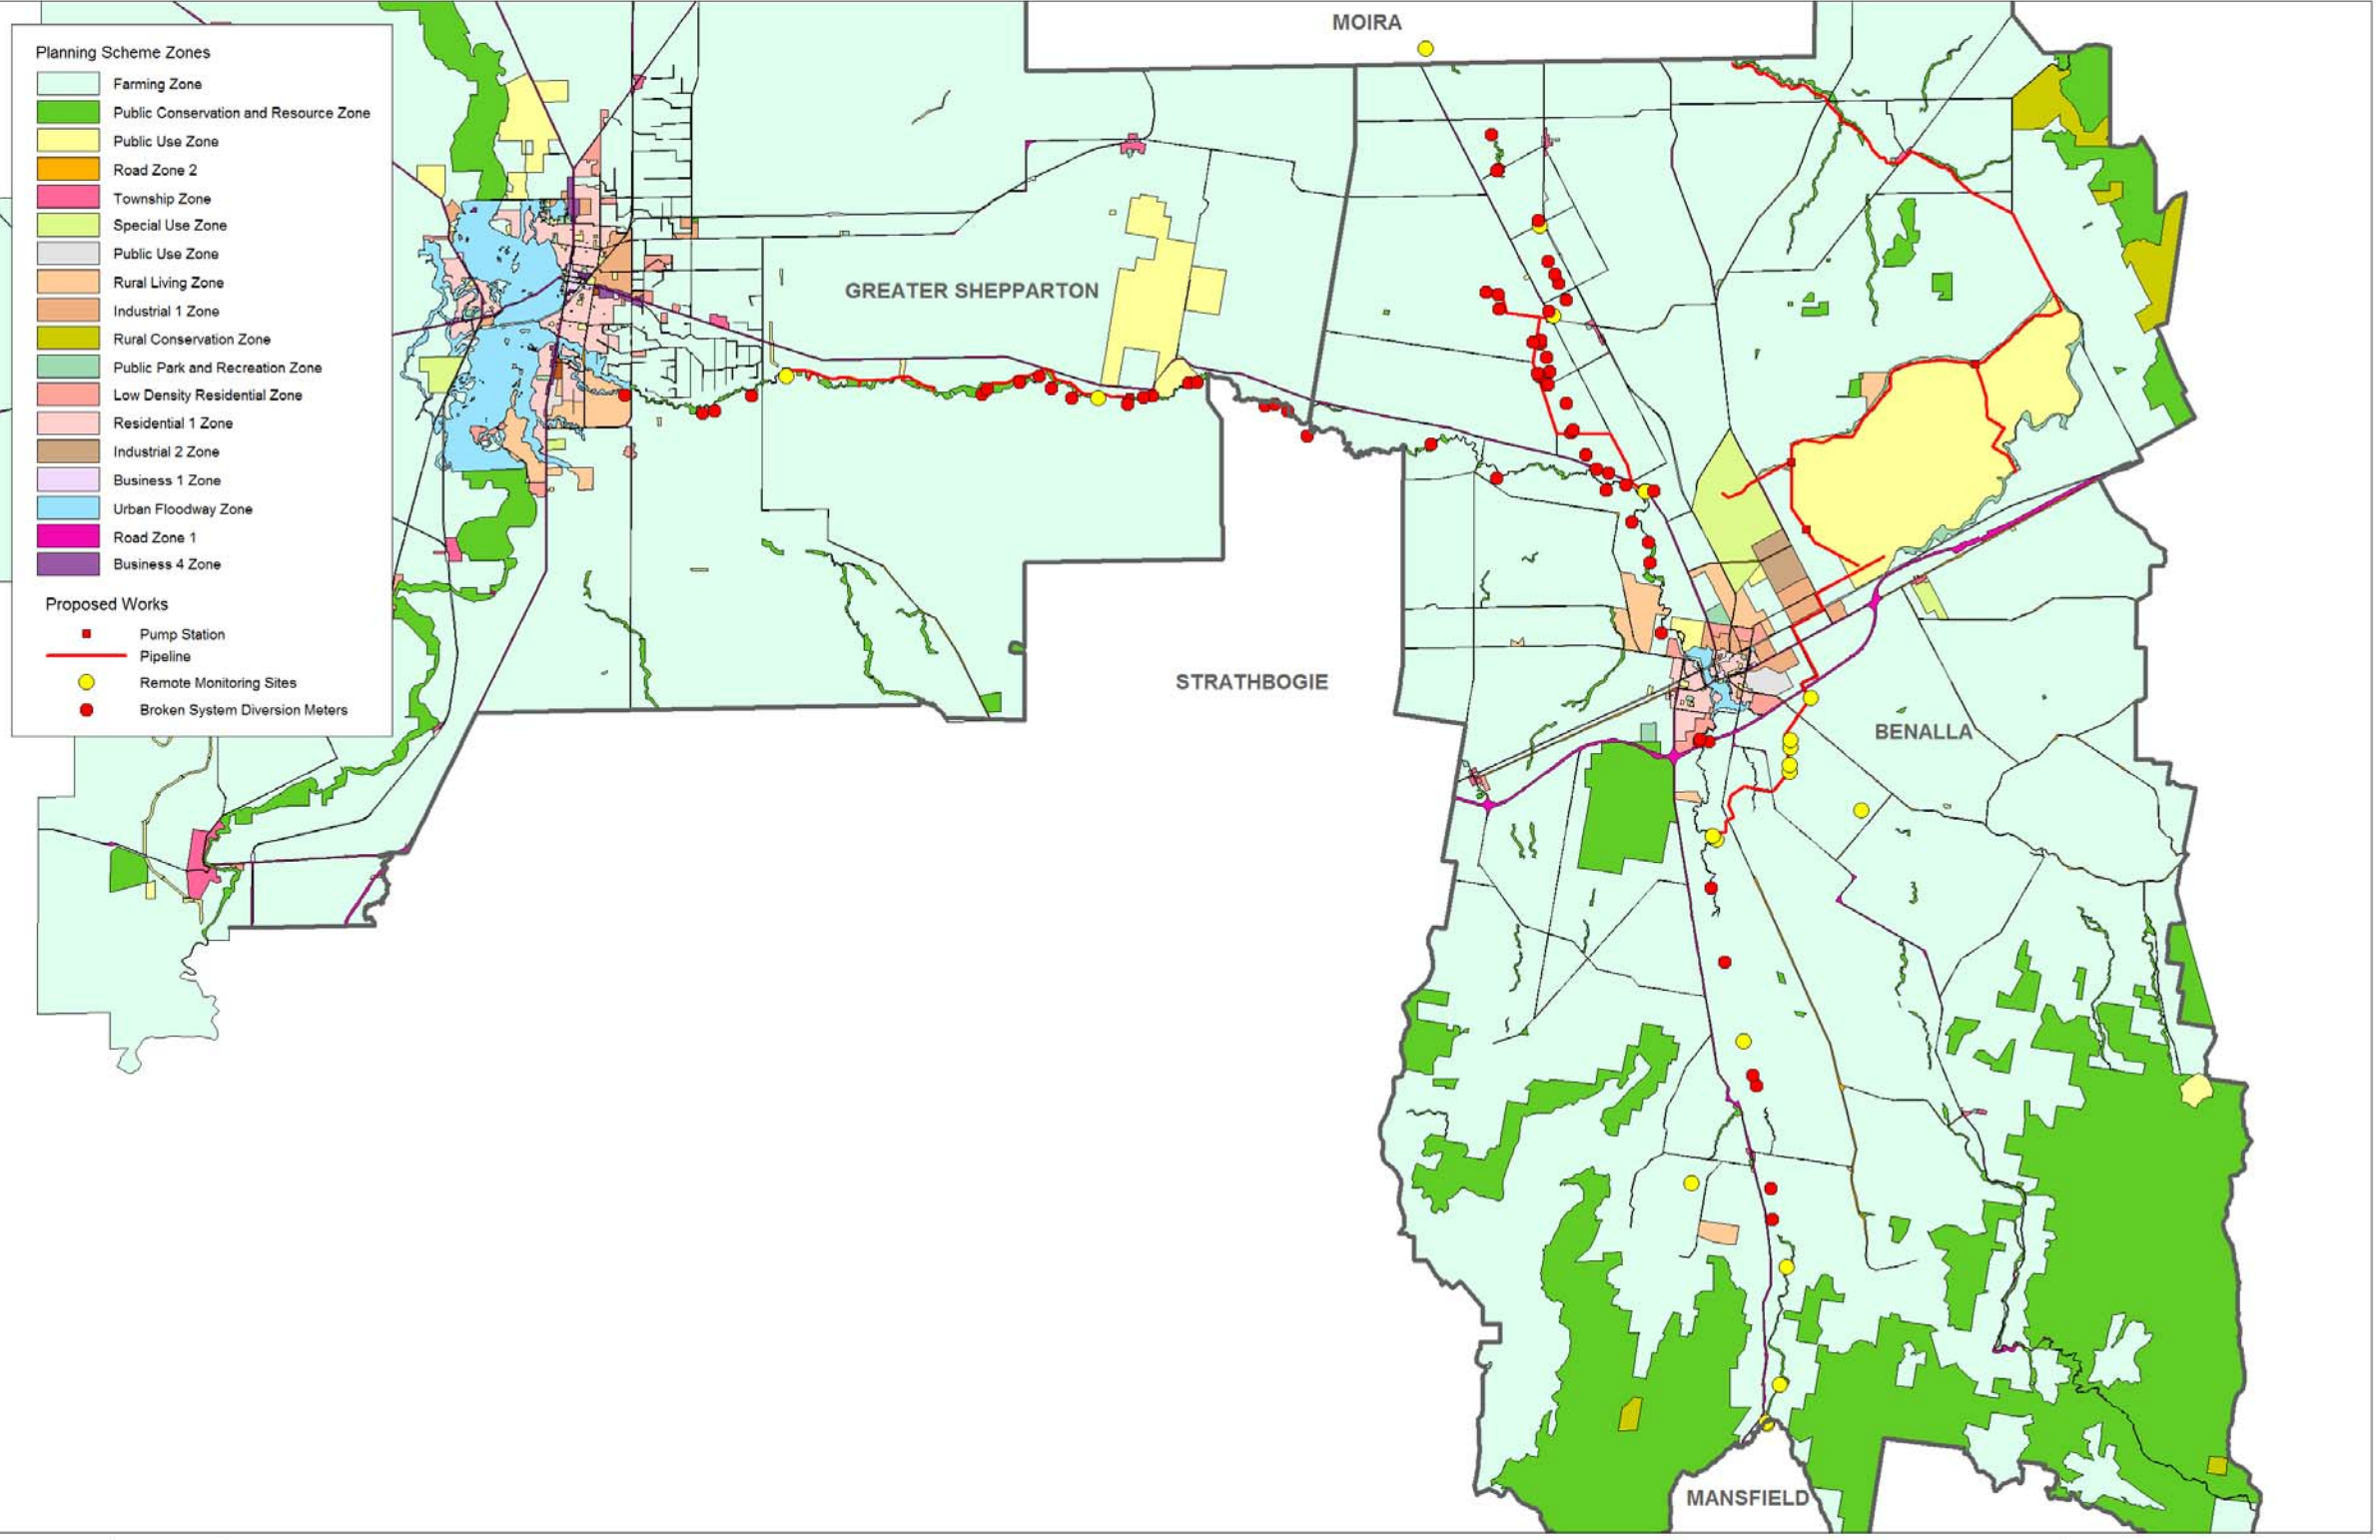 Planning Scheme Zones
Farming Zone
Public Conservation and Resource Zone
Public Use Zone
Road Zone 2
Township Zone
Special Use Zone
Public Use Zone
Rural Living Zone
Industrial 1 Zone
Rural Conservation Zone
Public Park and Recreation Zone
Low Density Residential Zone
Residential 1 Zone
Industrial 2 Zone
Business 1 Zone
Urban Floodway Zone
Road Zone 1
Business 4 Zone
Proposed Works
Pump Station
Pipeline
Remote Monitoring Sites
Broken System Diversion Meters
MOIRA
GREATER SHEPPARTON
STRATHBOGIE
BENALLA
MANSFIELD